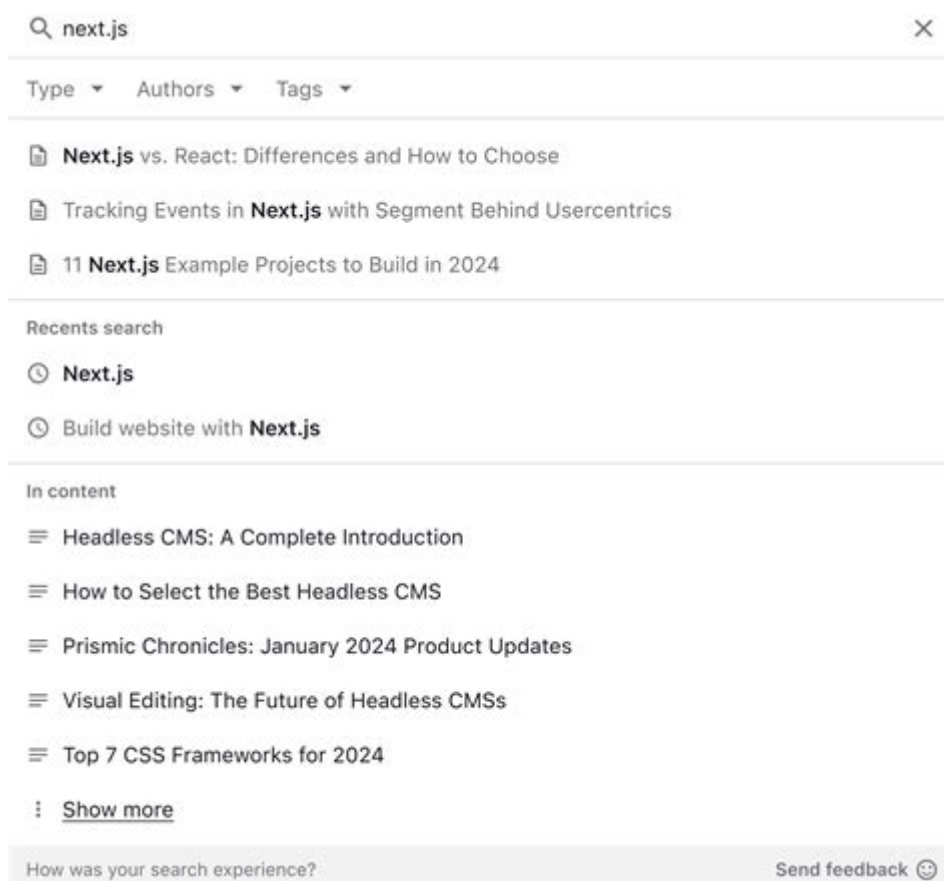 next.js
Type Authors Tags
Next.js vs. React: Differences and How to Choose
Tracking Events in Next.js with Segment Behind Usercentrics
11 Next.js Example Projects to Build in 2024
Recents search
Next.js
Build website with Next.js
In content
Headless CMS: A Complete Introduction
How to Select the Best Headless CMS
Prismic Chronicles: January 2024 Product Updates
Visual Editing: The Future of Headless CMSs
Top 7 CSS Frameworks for 2024
Show more
How was your search experience? Send feedback